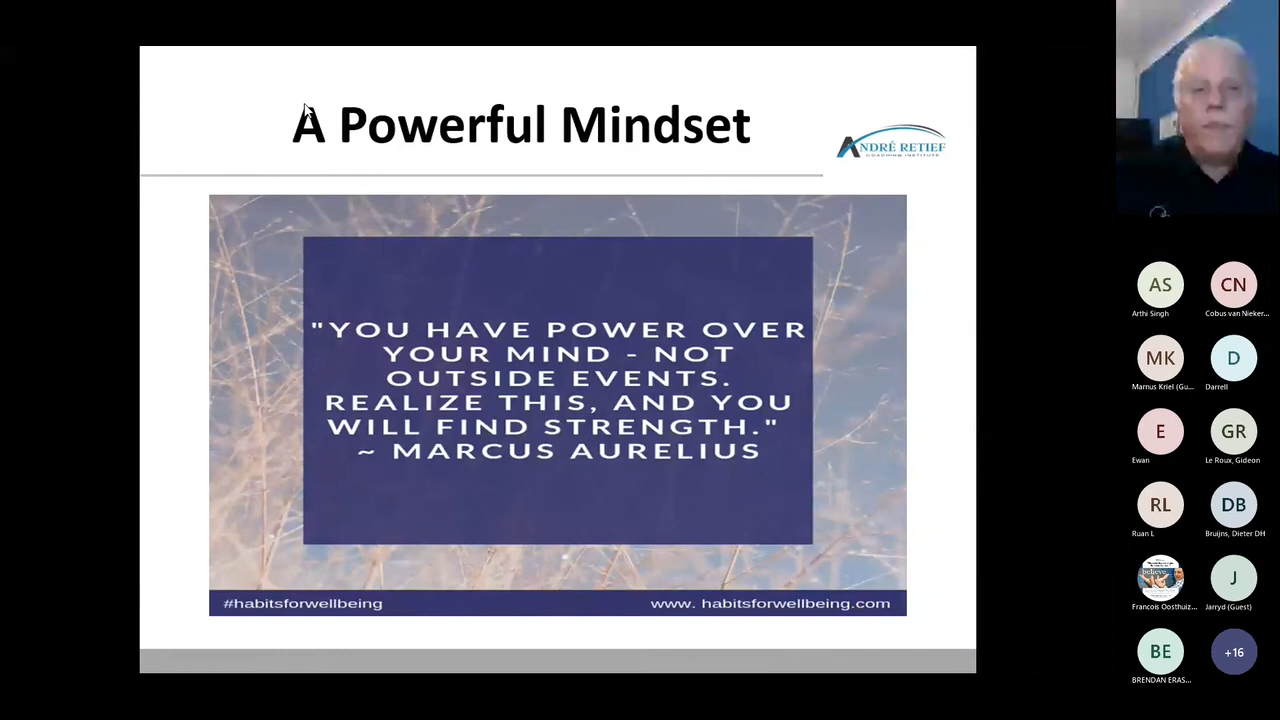 A Powerful Mindset
ANDRÉ RETIEF
COACHING INSTITUTE
"YOU HAVE POWER OVER
YOUR MIND - NOT
OUTSIDE EVENTS.
REALIZE THIS, AND YOU
WILL FIND STRENGTH."
~ MARCUS AURELIUS
#habitsforwellbeing
www. habitsforwellbeing.com
AS
CN
Arthi Singh
Cobus van Nieker...
MK
D
Marnus Kriel (Gu...
Darrell
E
GR
Ewan
Le Roux, Gideon
RL
DB
Ruan L
Bruijns, Dieter DH
believe
J
Francois Oosthuiz...
Jarryd (Guest)
BE
+16
BRENDAN ERAS...